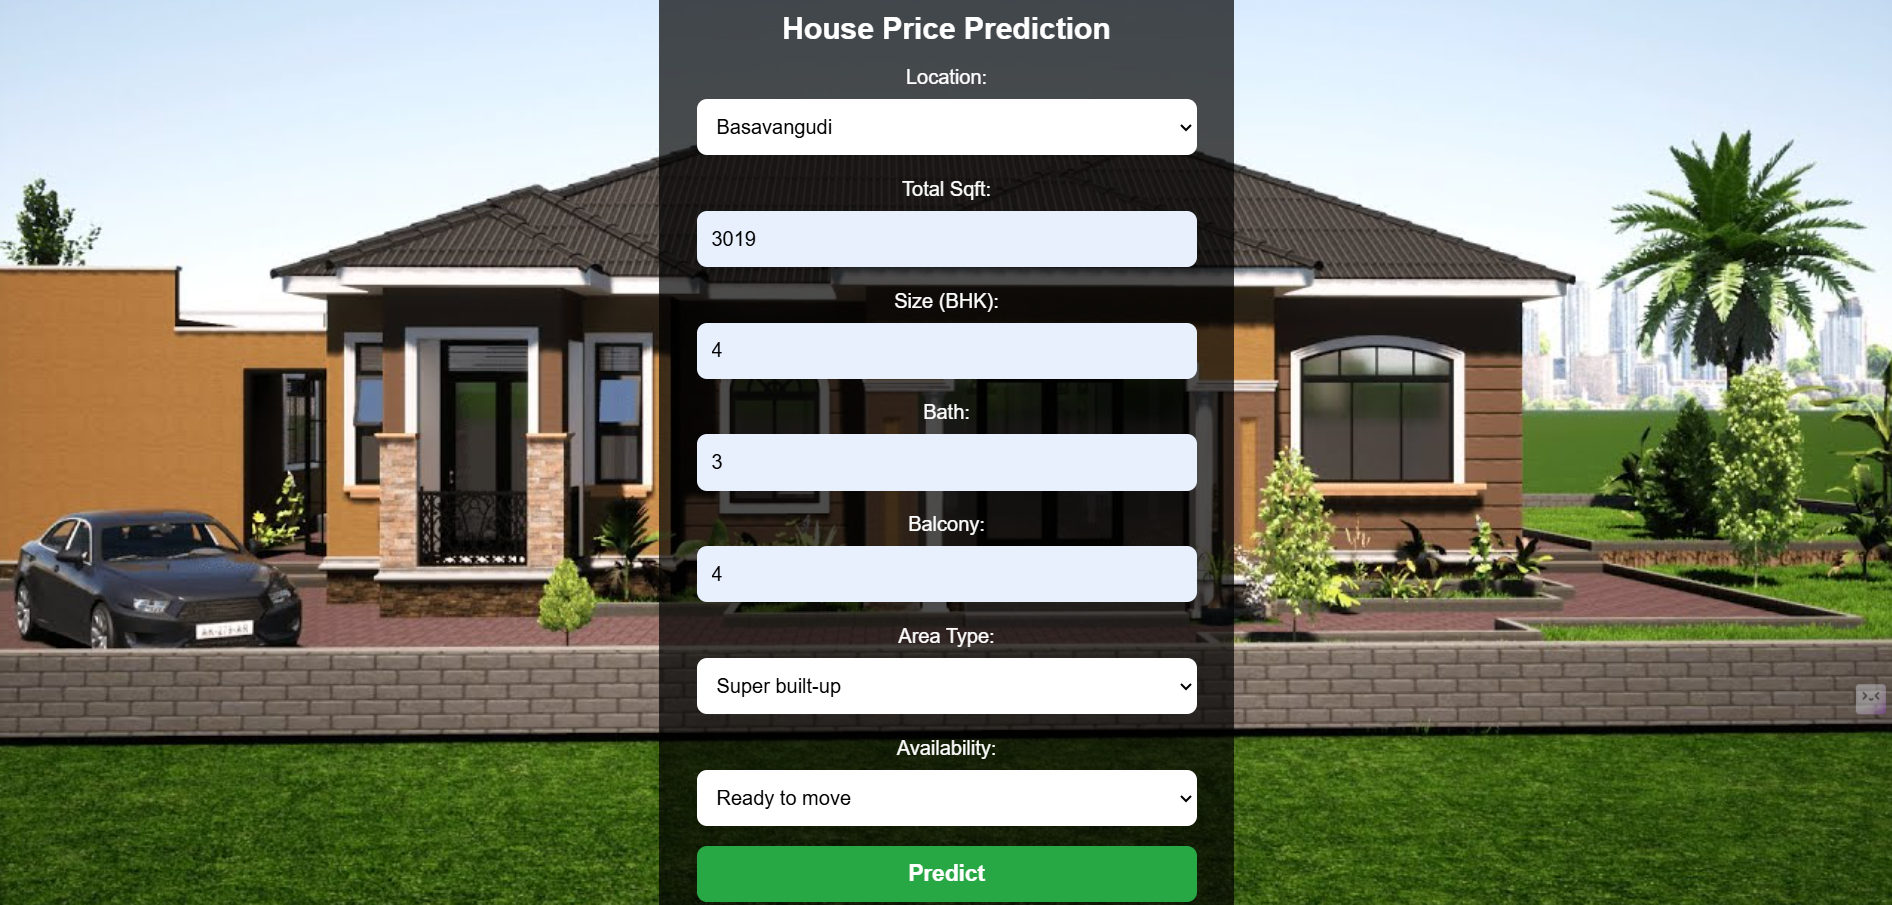 House Price Prediction
Location:
Basavangudi
Total Sqft:
3019
Size (BHK):
4
Bath:
3
Balcony:
4
Area Type:
Super built-up
Availability:
Ready to move
Predict